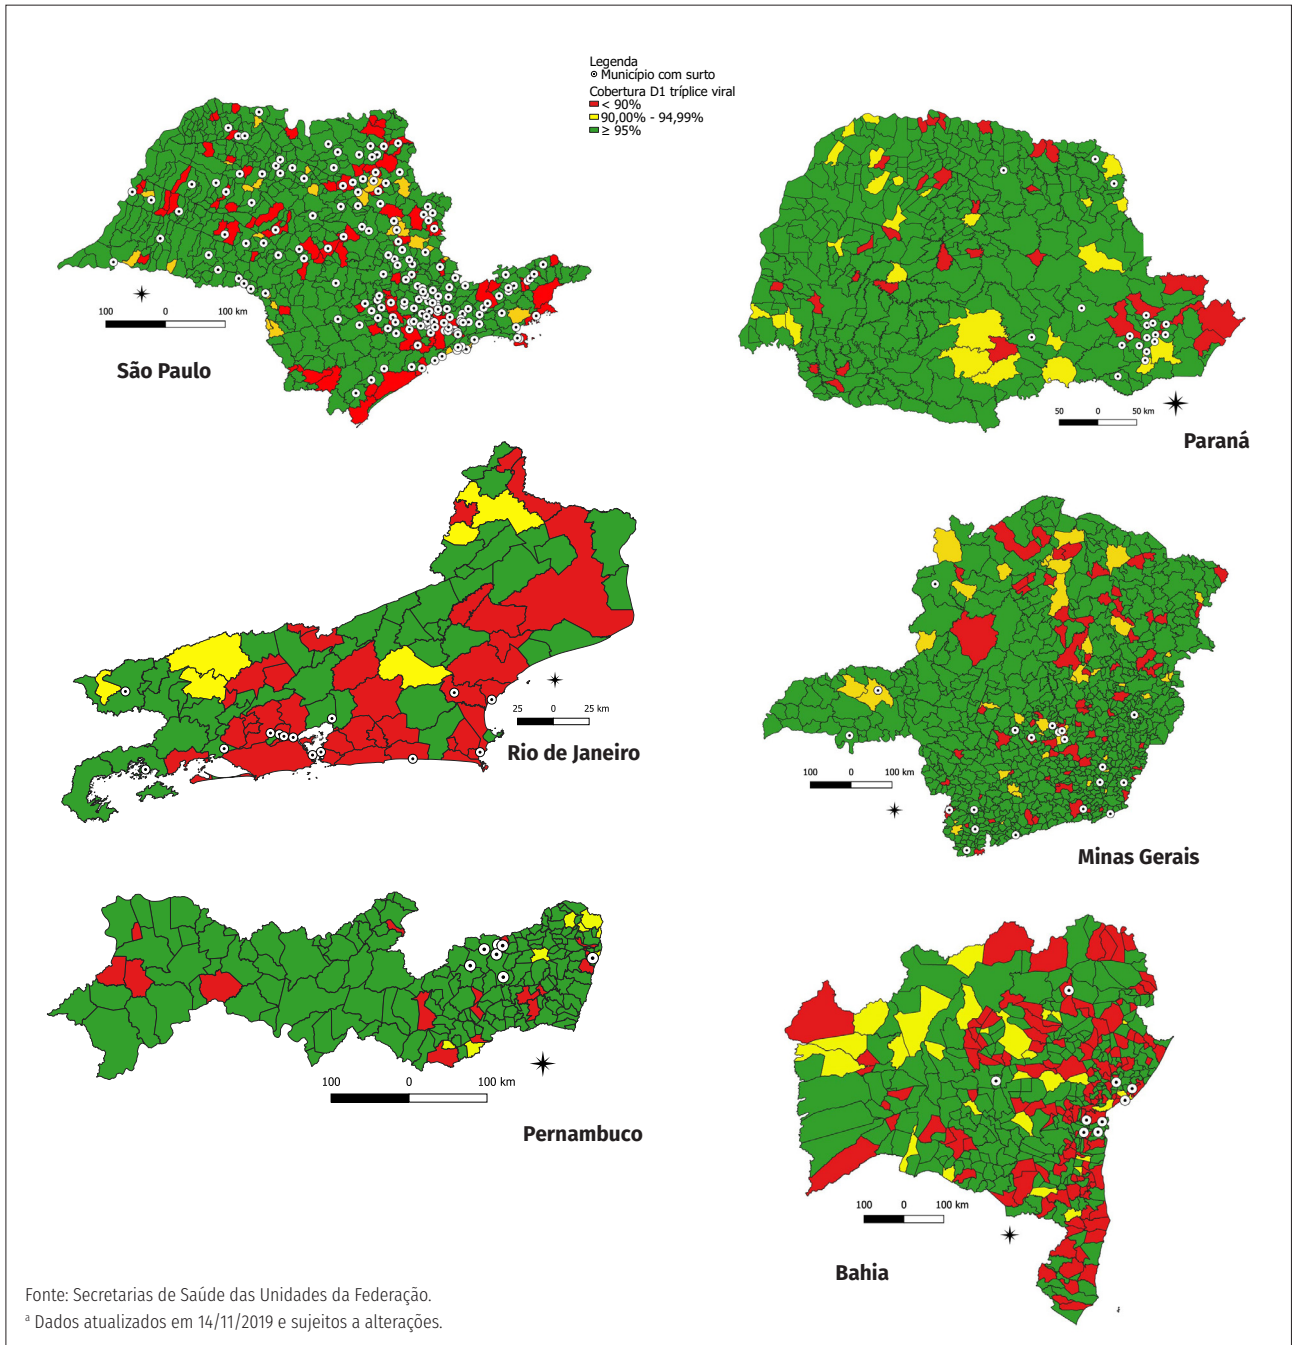 Legenda
Município com surto
Cobertura D1 tríplice viral
< 90%
90,00% - 94,99%
≥ 95%
100 0 100 km
São Paulo
50 0 50 km
Paraná
25 0 25 km
Rio de Janeiro
100 0 100 km
Minas Gerais
100 0 100 km
Pernambuco
100 0 100 km
Bahia
Fonte: Secretarias de Saúde das Unidades da Federação.
ª Dados atualizados em 14/11/2019 e sujeitos a alterações.